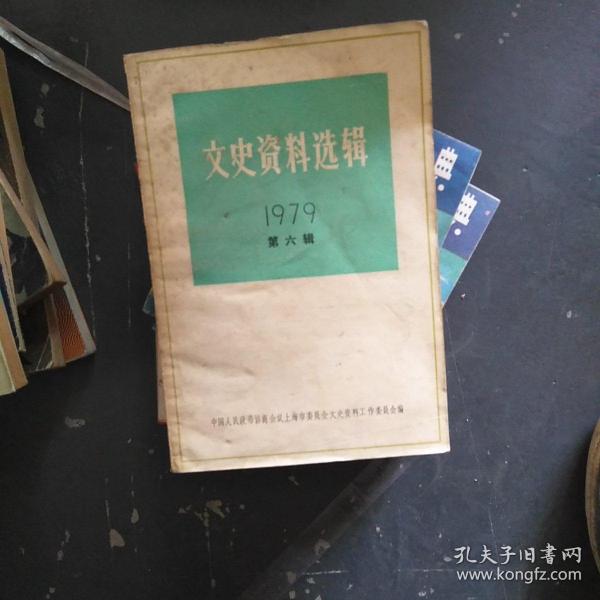 文史资料选辑
1979
第六辑
中国人民政治协商会议上海市委员会文史资料工作委员会编
孔夫子旧书网
www.kongfz.com